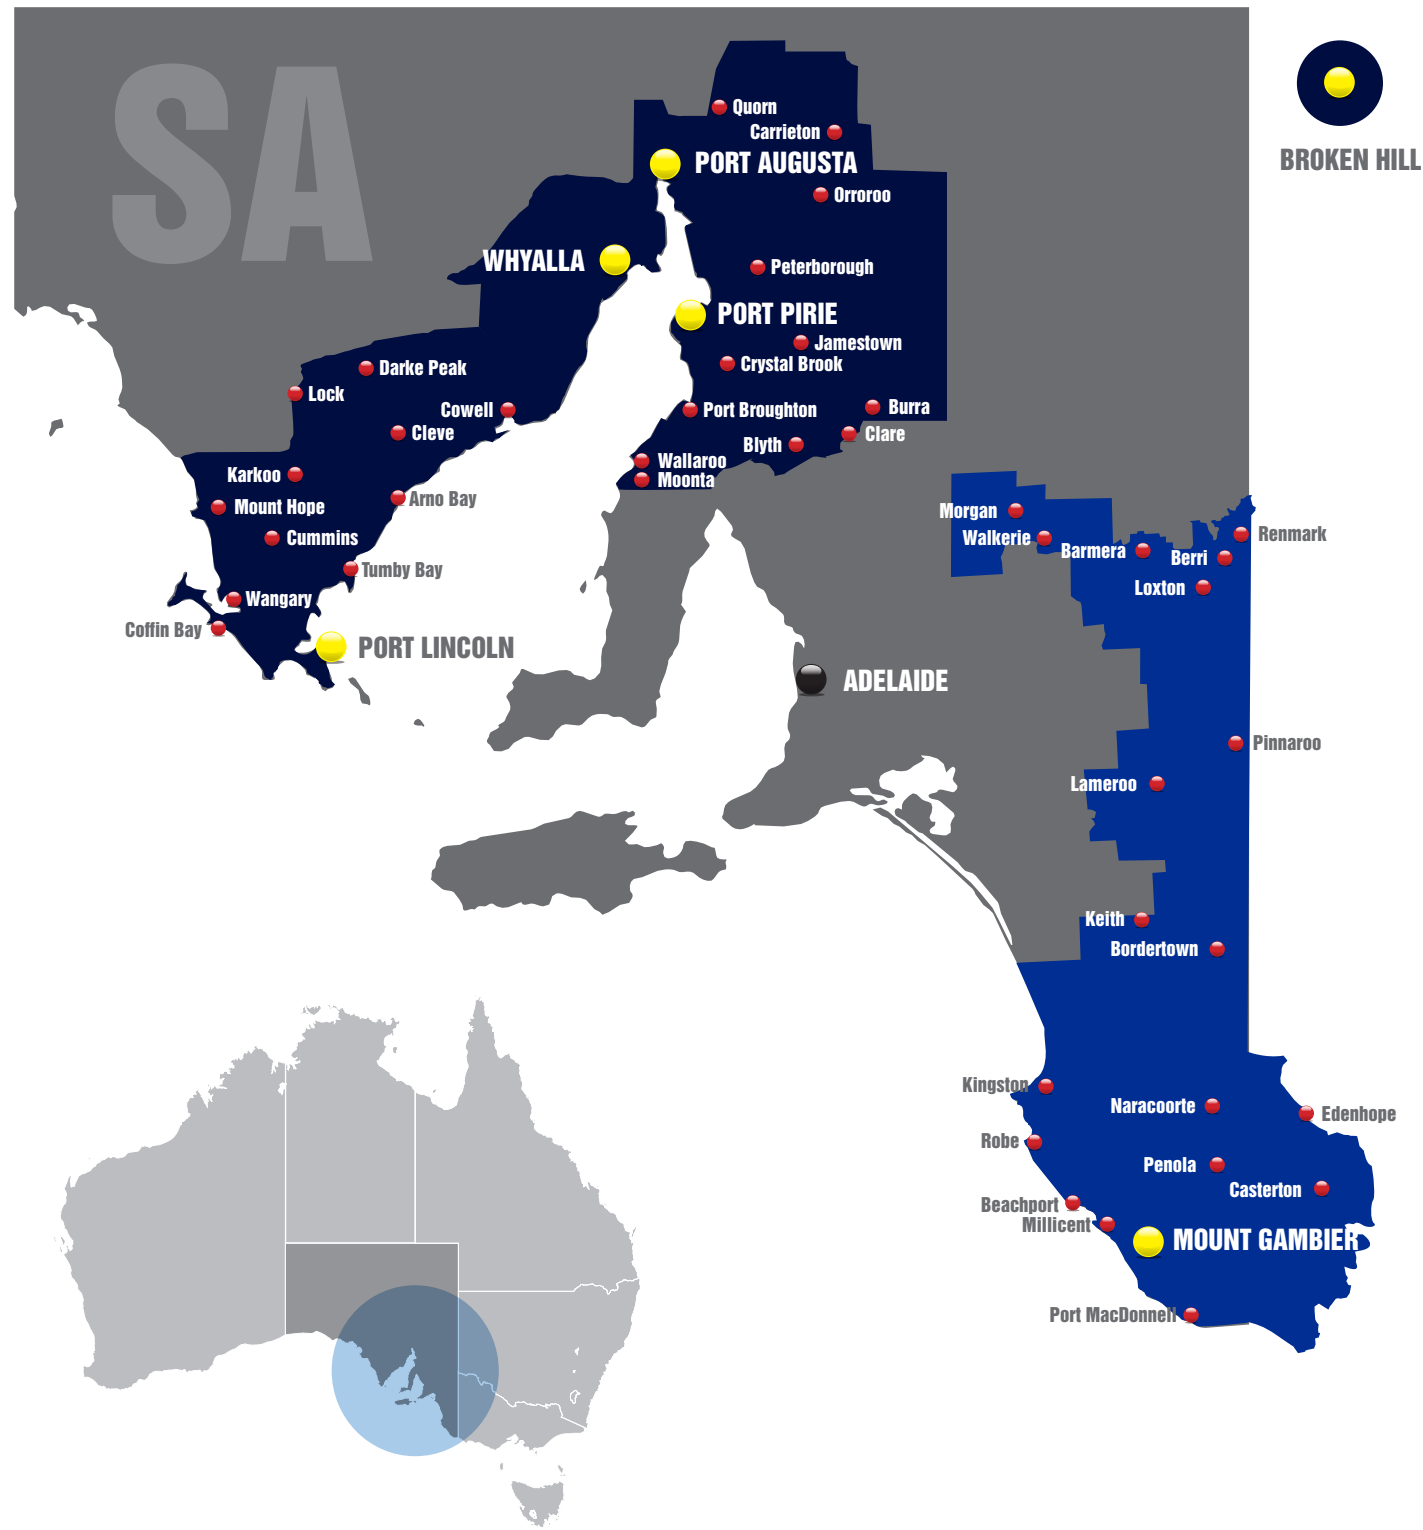 SA
BROKEN HILL
Quorn
Carrieton
PORT AUGUSTA
Orroroo
WHYALLA
Peterborough
PORT PIRIE
Jamestown
Crystal Brook
Darke Peak
Lock
Cowell
Port Broughton
Burra
Cleve
Clare
Blyth
Wallaroo
Moonta
Karkoo
Arno Bay
Mount Hope
Cummins
Tumby Bay
Wangary
Coffin Bay
PORT LINCOLN
Morgan
Walkerie
Barmera
Renmark
Berri
Loxton
ADELAIDE
Pinnaroo
Lameroo
Keith
Bordertown
Kingston
Naracoorte
Edenhope
Robe
Penola
Casterton
Beachport
Millicent
MOUNT GAMBIER
Port MacDonnell